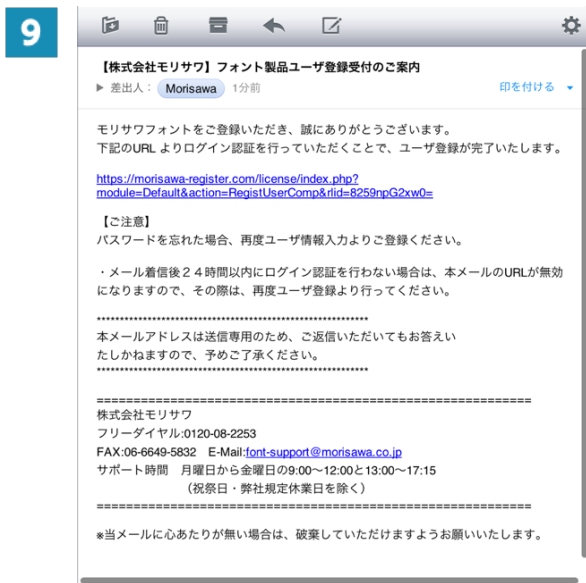 9
【株式会社モリサワ】フォント製品ユーザ登録受付のご案内
▶ 差出人： Morisawa 1分前 印を付ける ▼
モリサワフォントをご登録いただき、誠にありがとうございます。
下記のURL よりログイン認証を行っていただくことで、ユーザ登録が完了いたします。
https://morisawa-register.com/license/index.php?
module=Default&action=RegistUserComp&rlid=8259npG2xw0=
【ご注意】
パスワードを忘れた場合、再度ユーザ情報入力よりご登録ください。
・メール着信後２４時間以内にログイン認証を行わない場合は、本メールのURLが無効
になりますので、その際は、再度ユーザ登録より行ってください。
************************************************************
本メールアドレスは送信専用のため、ご返信いただいてもお答えい
たしかねますので、予めご了承ください。
************************************************************
============================================================
株式会社モリサワ
フリーダイヤル:0120-08-2253
FAX:06-6649-5832 E-Mail:font-support@morisawa.co.jp
サポート時間 月曜日から金曜日の9:00～12:00と13:00～17:15
（祝祭日・弊社規定休業日を除く）
============================================================
※当メールに心あたりが無い場合は、破棄していただけますようお願いいたします。